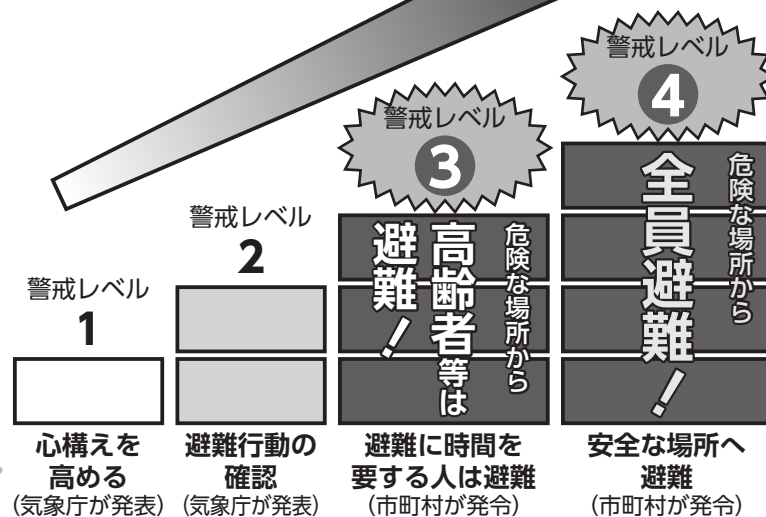 警戒レベル
1
心構えを
高める
(気象庁が発表)
警戒レベル
2
避難行動の
確認
(気象庁が発表)
警戒レベル
3
危険な場所から
高齢者等は
避難!
避難に時間を
要する人は避難
(市町村が発令)
警戒レベル
4
危険な場所から
全員避難!
安全な場所へ
避難
(市町村が発令)